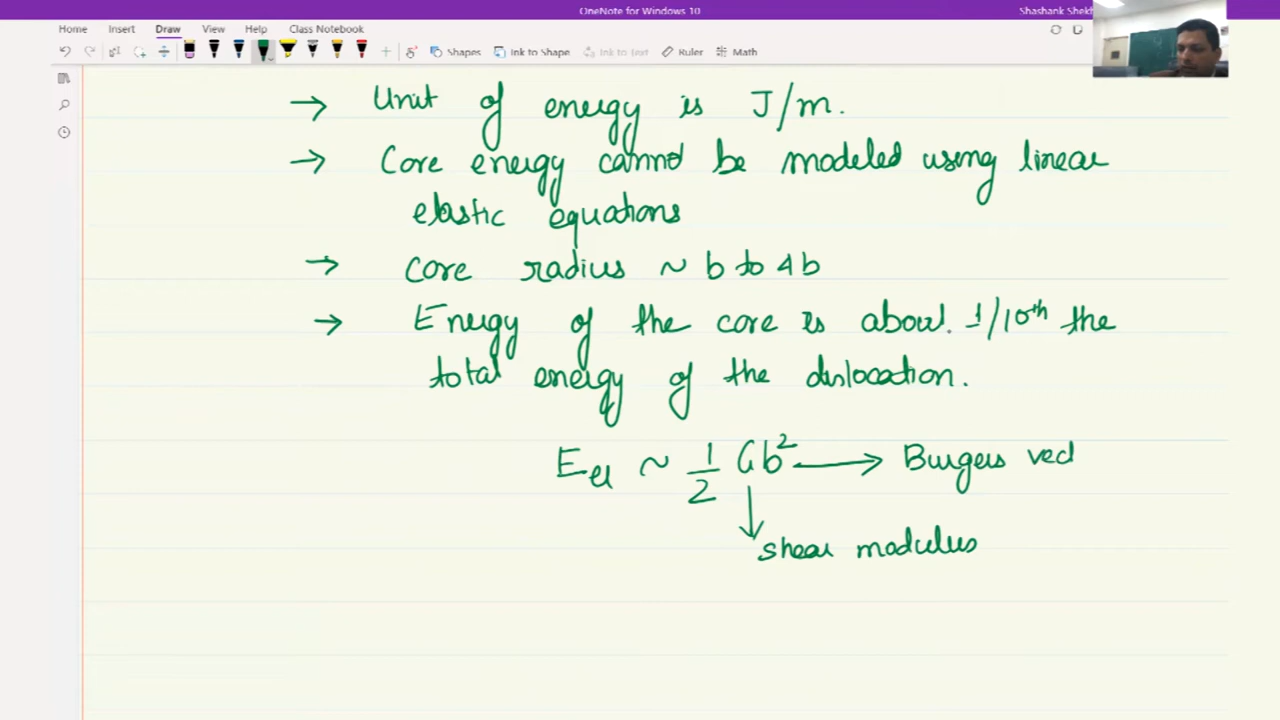 OneNote for Windows 10
Shashank Shekh
Home Insert Draw View Help Class Notebook
Shapes Ink to Shape Ink to Text Ruler Math
→ Unit of energy is J/m.
→ Core energy cannot be modeled using linear
elastic equations
→ Core radius ~ b to 4b
→ Energy of the core is about 1/10th the
total energy of the dislocation.
E_el ~ 1/2 Gb² → Burgers vect
↓
shear modulus